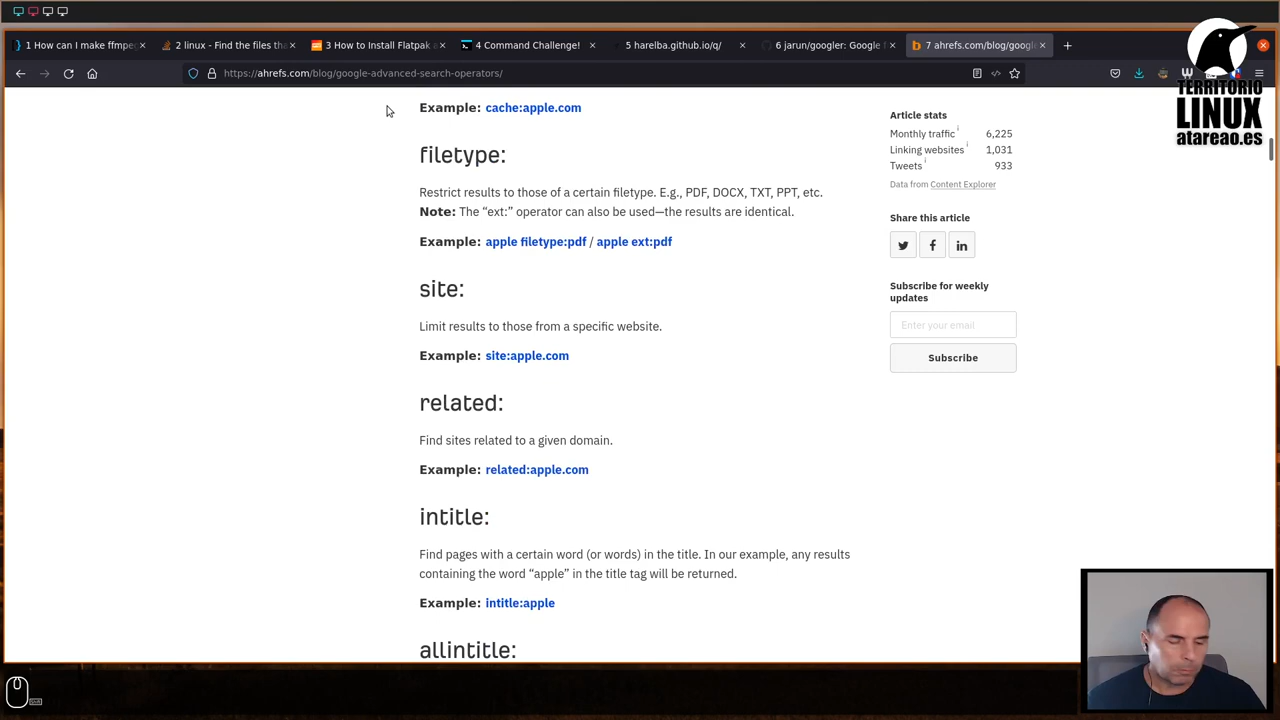 1 How can I make ffmpeg
2 linux - Find the files tha
3 How to Install Flatpak
4 Command Challenge!
5 harelba.github.io/q/
6 jarun/googler: Google f
7 ahrefs.com/blog/googl
https://ahrefs.com/blog/google-advanced-search-operators/
TERRITORIO
LINUX
atareao.es
Example: cache:apple.com
filetype:
Restrict results to those of a certain filetype. E.g., PDF, DOCX, TXT, PPT, etc.
Note: The “ext:” operator can also be used—the results are identical.
Example: apple filetype:pdf / apple ext:pdf
site:
Limit results to those from a specific website.
Example: site:apple.com
related:
Find sites related to a given domain.
Example: related:apple.com
intitle:
Find pages with a certain word (or words) in the title. In our example, any results
containing the word “apple” in the title tag will be returned.
Example: intitle:apple
allintitle:
Article stats
Monthly traffic i 6,225
Linking websites i 1,031
Tweets i 933
Data from Content Explorer
Share this article
Subscribe for weekly
updates
Enter your email
Subscribe